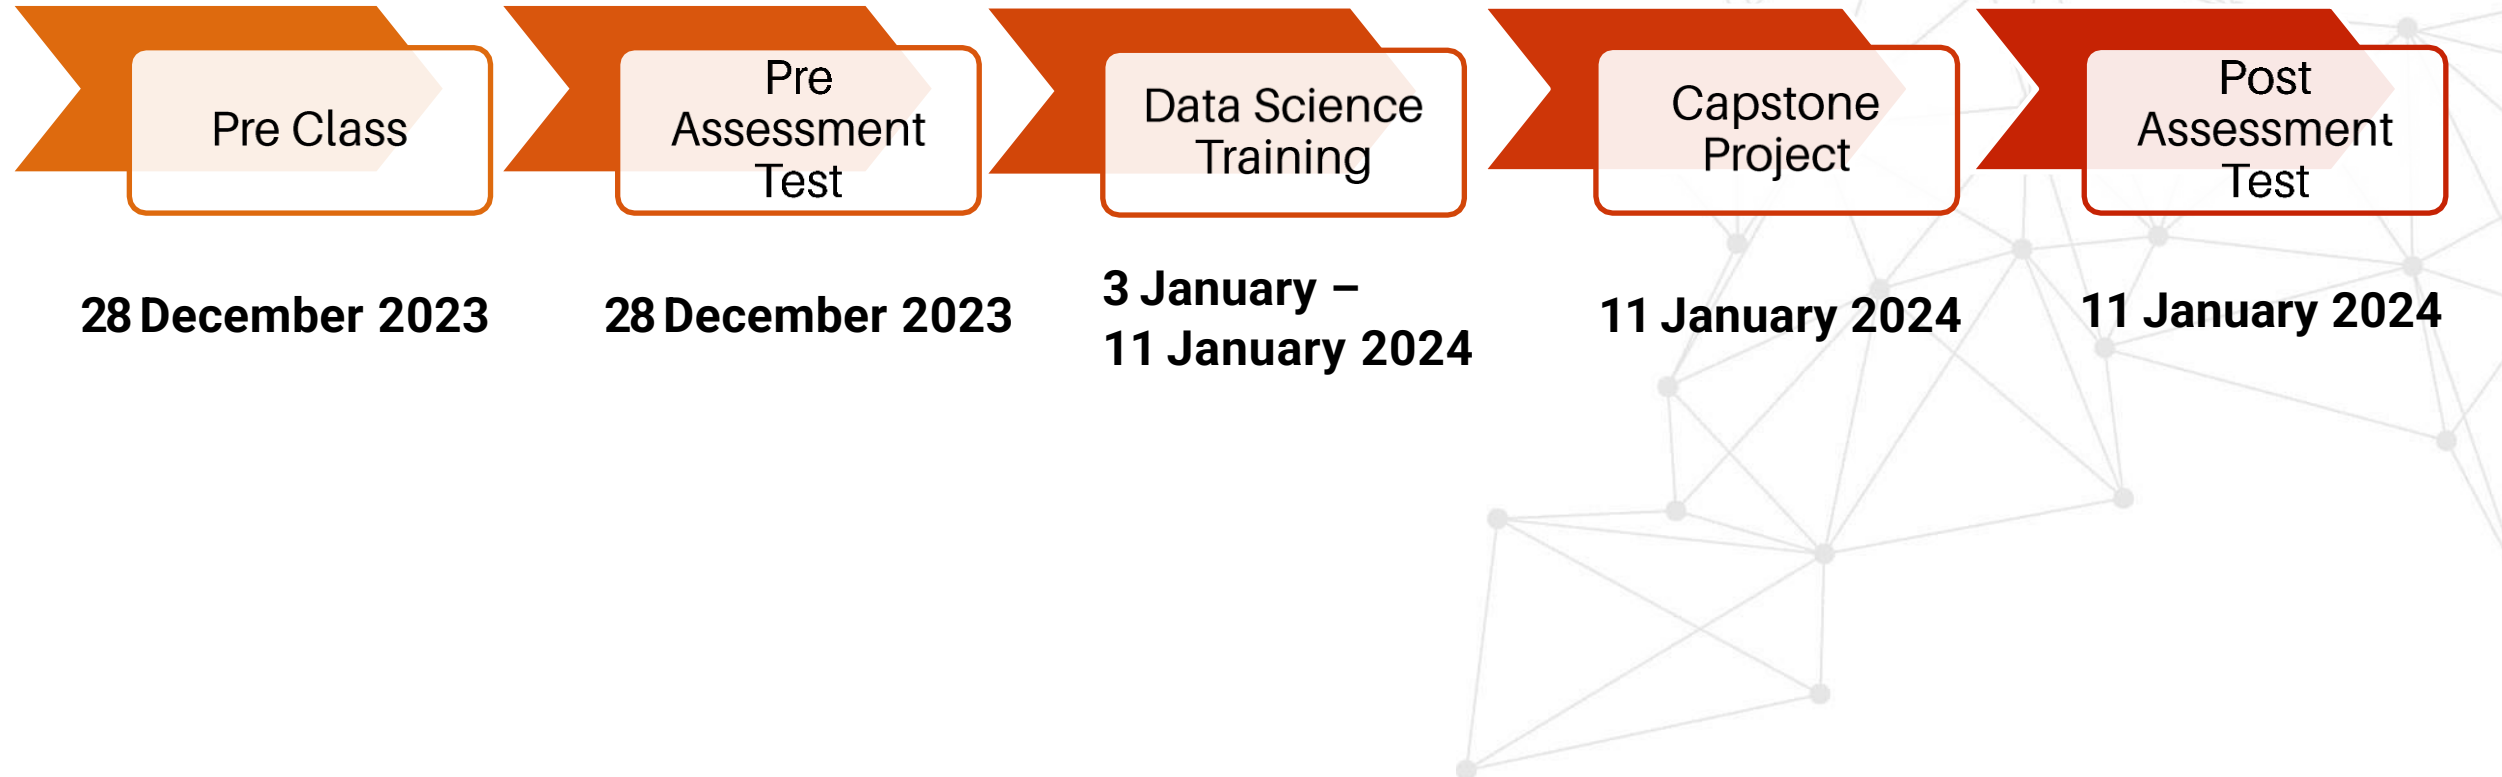 Pre Class
Pre
Assessment
Test
Data Science
Training
Capstone
Project
Post
Assessment
Test
28 December 2023
28 December 2023
3 January –
11 January 2024
11 January 2024
11 January 2024